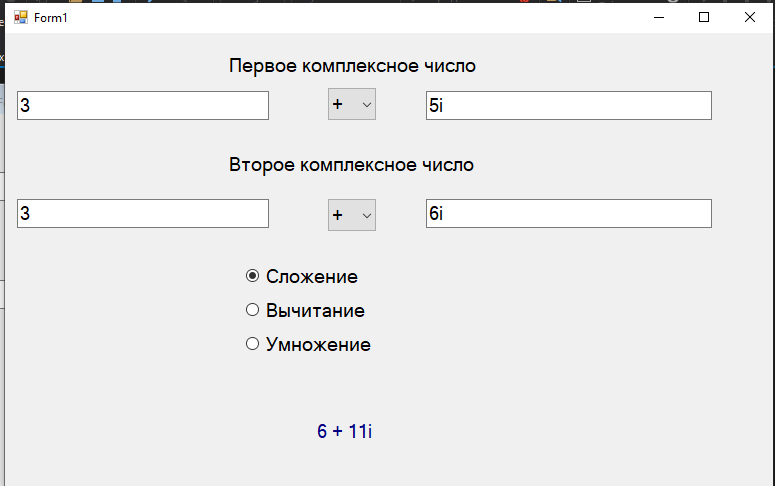 Form1
Первое комплексное число
3 + 5i
Второе комплексное число
3 + 6i
Сложение
Вычитание
Умножение
6 + 11i